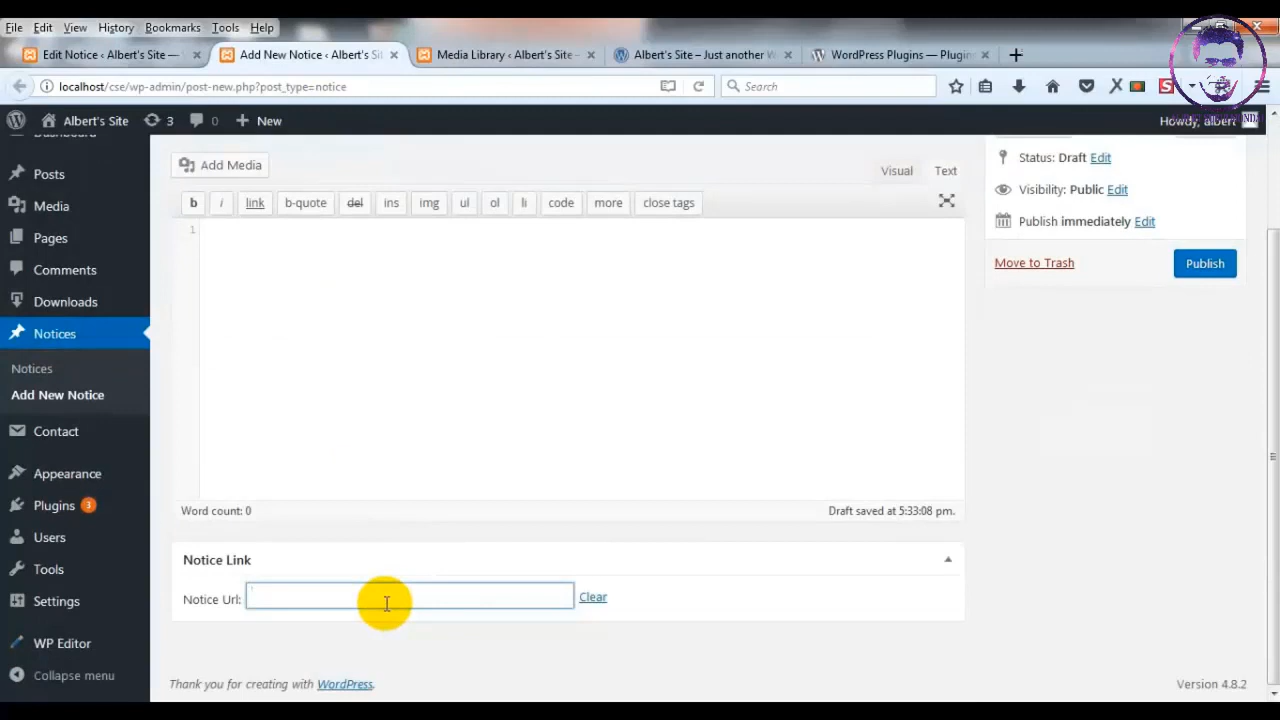 File Edit View History Bookmarks Tools Help
Edit Notice ‹ Albert's Site — W
Add New Notice ‹ Albert's Sit
Media Library ‹ Albert's Site –
Albert's Site – Just another W
WordPress Plugins — Plugin
localhost/cse/wp-admin/post-new.php?post_type=notice
Search
Albert's Site 3 0 New
Howdy, albert
Dashboard
Posts
Media
Pages
Comments
Downloads
Notices
Notices
Add New Notice
Contact
Appearance
Plugins 3
Users
Tools
Settings
WP Editor
Collapse menu
Add Media
Visual Text
b i link b-quote del ins img ul ol li code more close tags
1
Word count: 0
Draft saved at 5:33:08 pm.
Notice Link
Notice Url:
Clear
Thank you for creating with WordPress.
Version 4.8.2
Status: Draft Edit
Visibility: Public Edit
Publish immediately Edit
Move to Trash
Publish